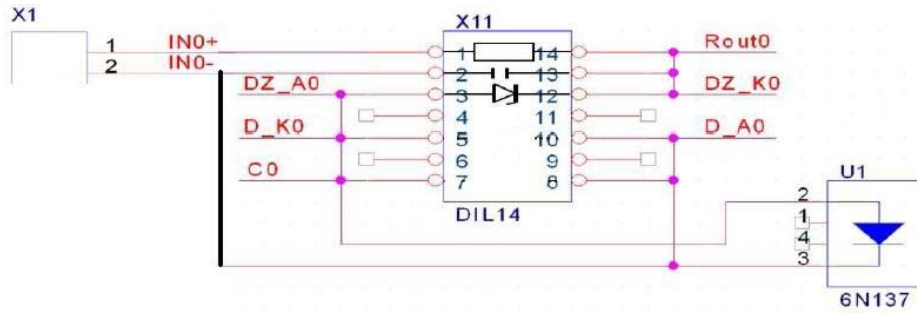 X1
X11
1 IN0+ 1 14 Rout0
2 IN0- 2 13
DZ_A0 3 12 DZ_K0
4 11
D_K0 5 10 D_A0
6 9
C0 7 8
DIL14
U1
2
1
4
3
6N137